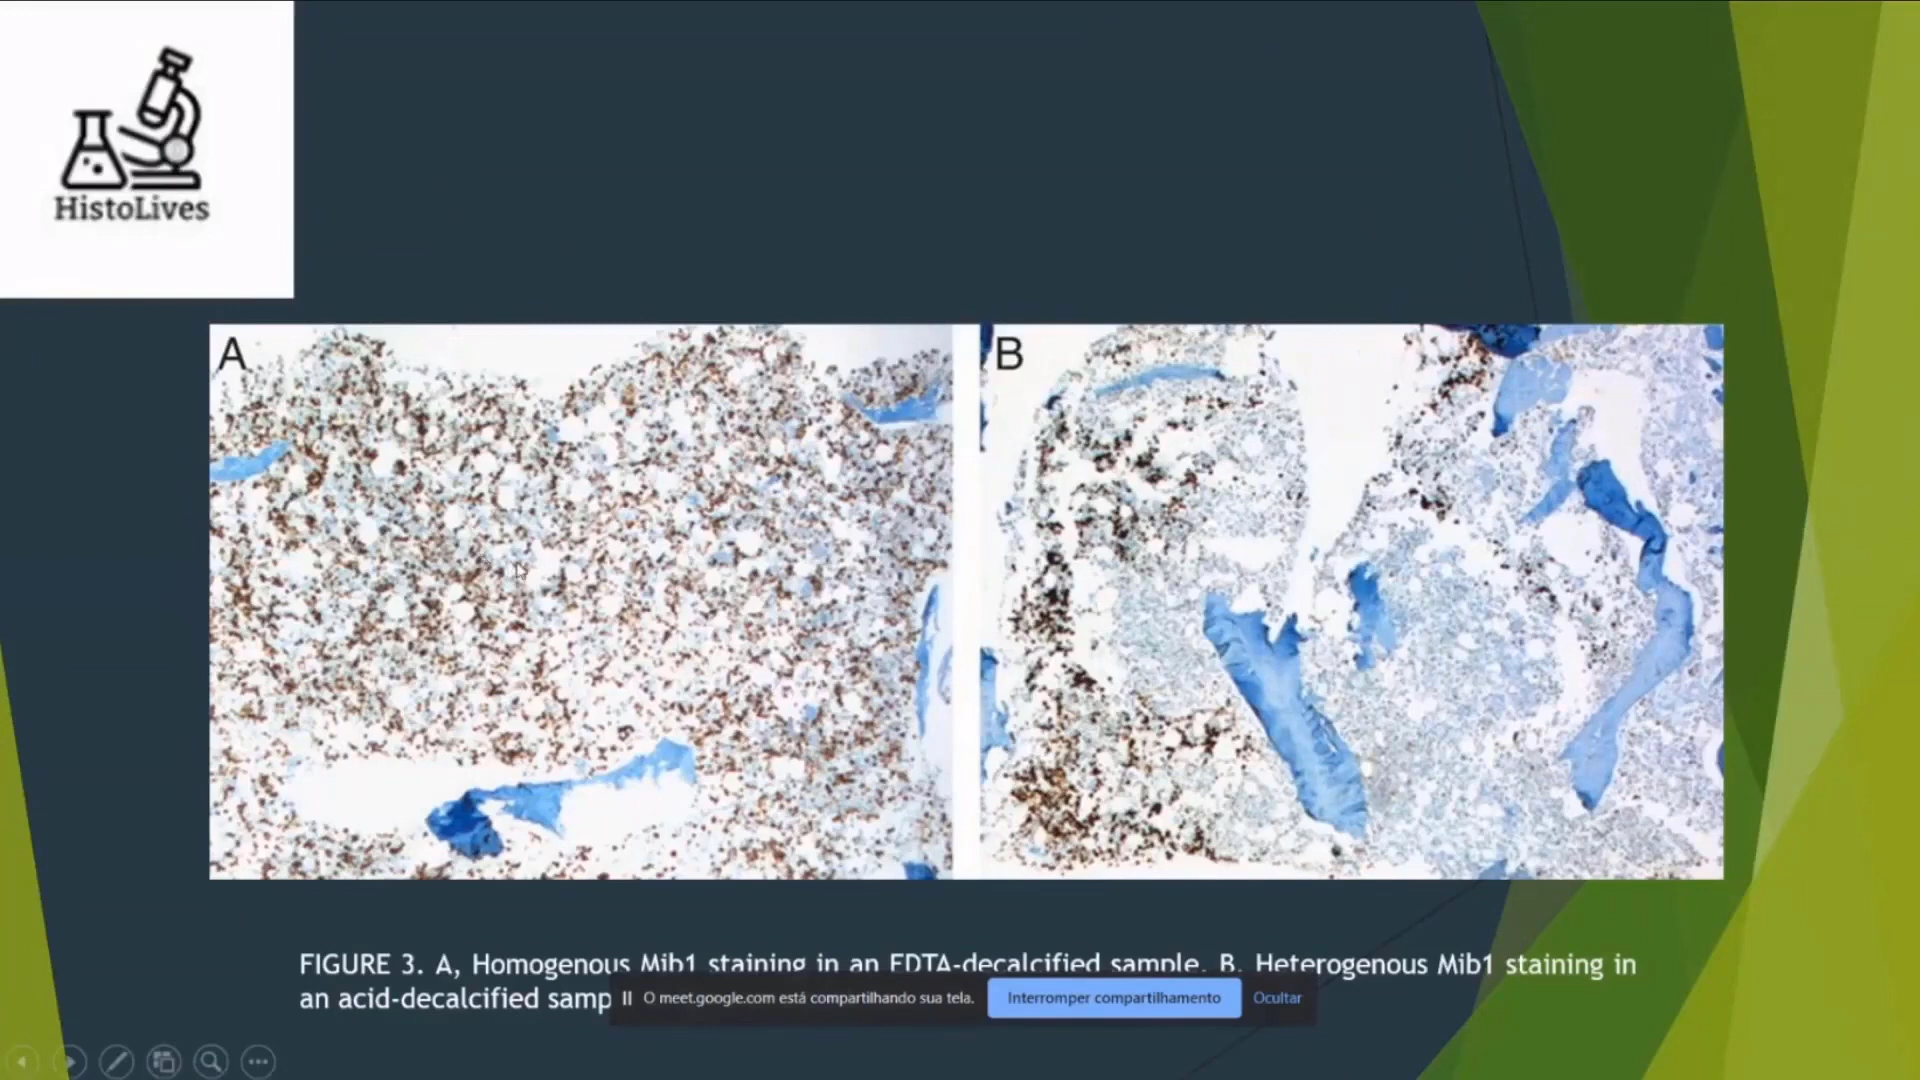 HistoLives
A
B
FIGURE 3. A, Homogenous Mib1 staining in an EDTA-decalcified sample. B, Heterogenous Mib1 staining in
an acid-decalcified
O meet.google.com está compartilhando sua tela. Interromper compartilhamento Ocultar